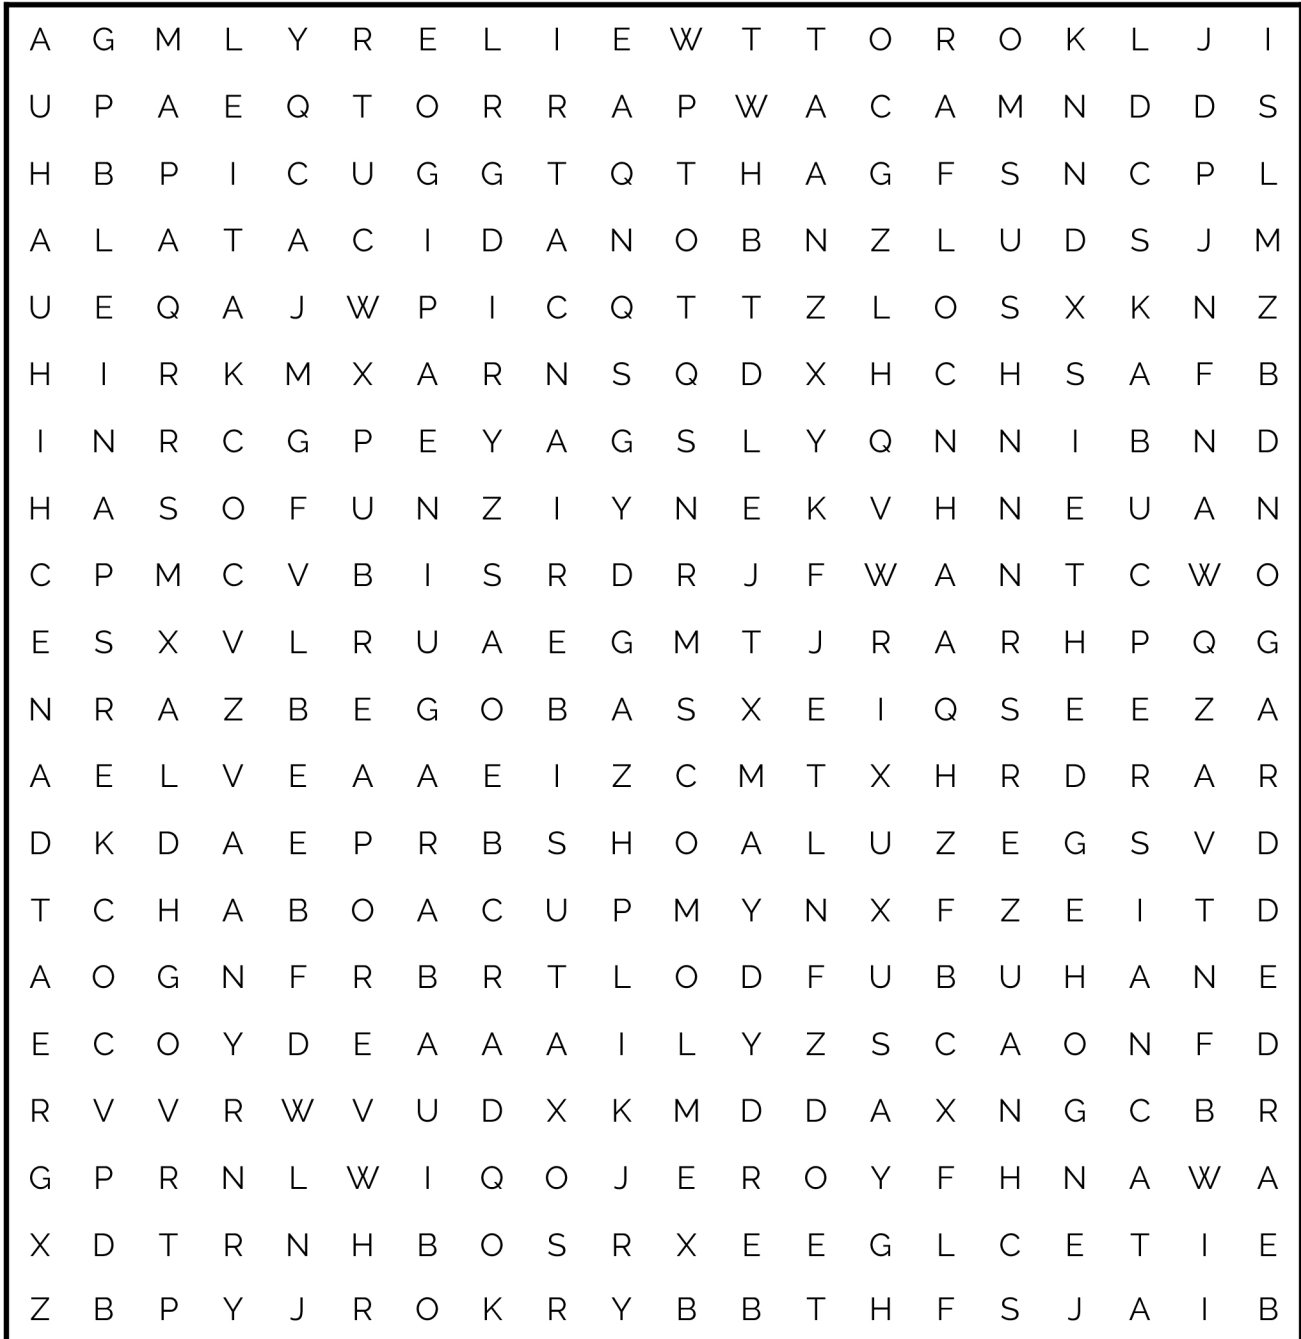 A G M L Y R E L I E W T T O R O K L J I
U P A E Q T O R R A P W A C A M N D D S
H B P I C U G G T Q T H A G F S N C P L
A L A T A C I D A N O B N Z L U D S J M
U E Q A J W P I C Q T T Z L O S X K N Z
H I R K M X A R N S Q D X H C H S A F B
I N R C G P E Y A G S L Y Q N N I B N D
H A S O F U N Z I Y N E K V H N E U A N
C P M C V B I S R D R J F W A N T C W O
E S X V L R U A E G M T J R A R H P Q G
N R A Z B E G O B A S X E I Q S E E Z A
A E L V E A A E I Z C M T X H R D R A R
D K D A E P R B S H O A L U Z E G S V D
T C H A B O A C U P M Y N X F Z E I T D
A O G N F R B R T L O D F U B U H A N E
E C O Y D E A A A I L Y Z S C A O N F D
R V V R W V U D X K M D D A X N G C B R
G P R N L W I Q O J E R O Y F H N A W A
X D T R N H B O S R X E E G L C E T I E
Z B P Y J R O K R Y B B T H F S J A I B